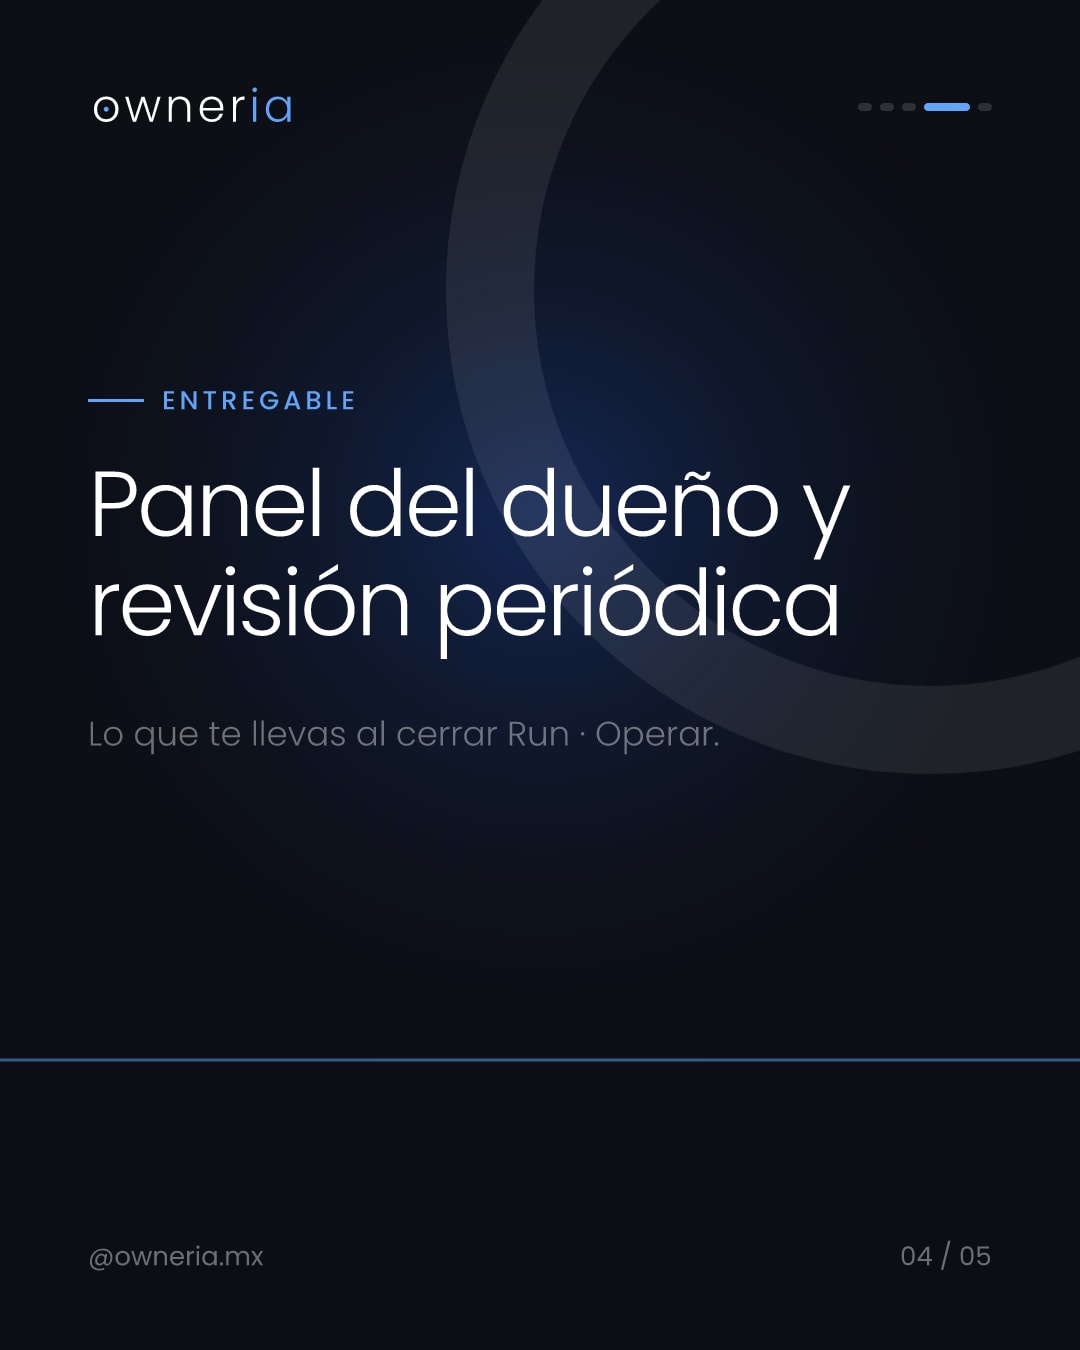 owneria
ENTREGABLE
Panel del dueño y
revisión periódica
Lo que te llevas al cerrar Run · Operar.
@owneria.mx
04 / 05